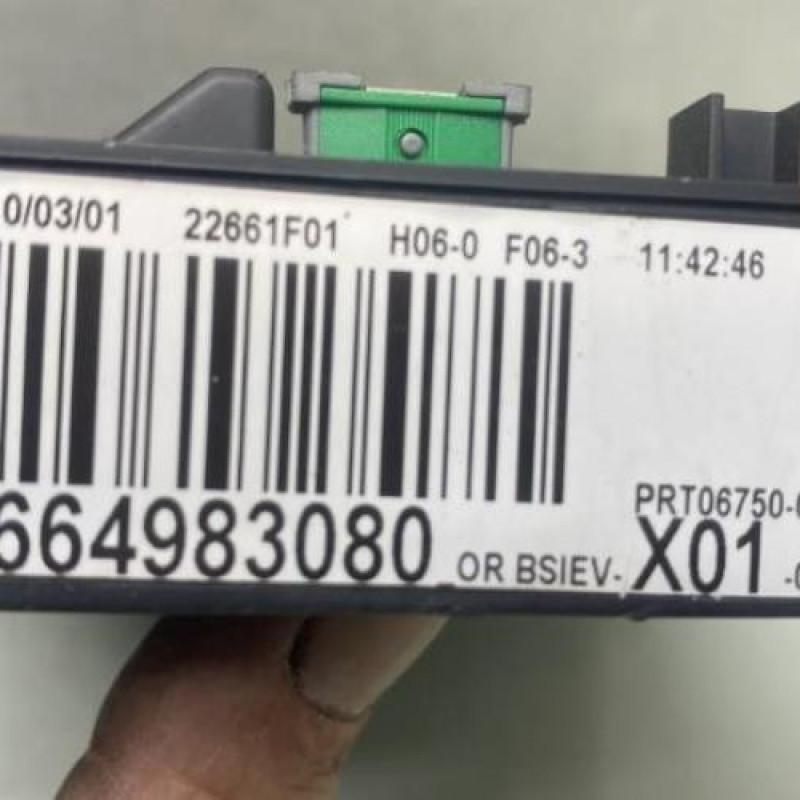 0/03/01 22661F01 H06-0 F06-3 11:42:46
PRT06750-
664983080 OR BSIEV-X01